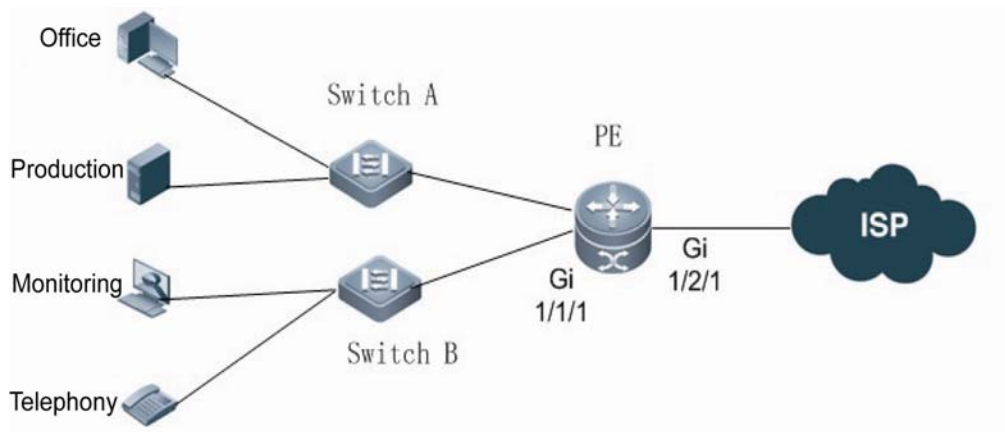 Office
Switch A
PE
Production
ISP
Monitoring
Gi
1/1/1
Gi
1/2/1
Switch B
Telephony